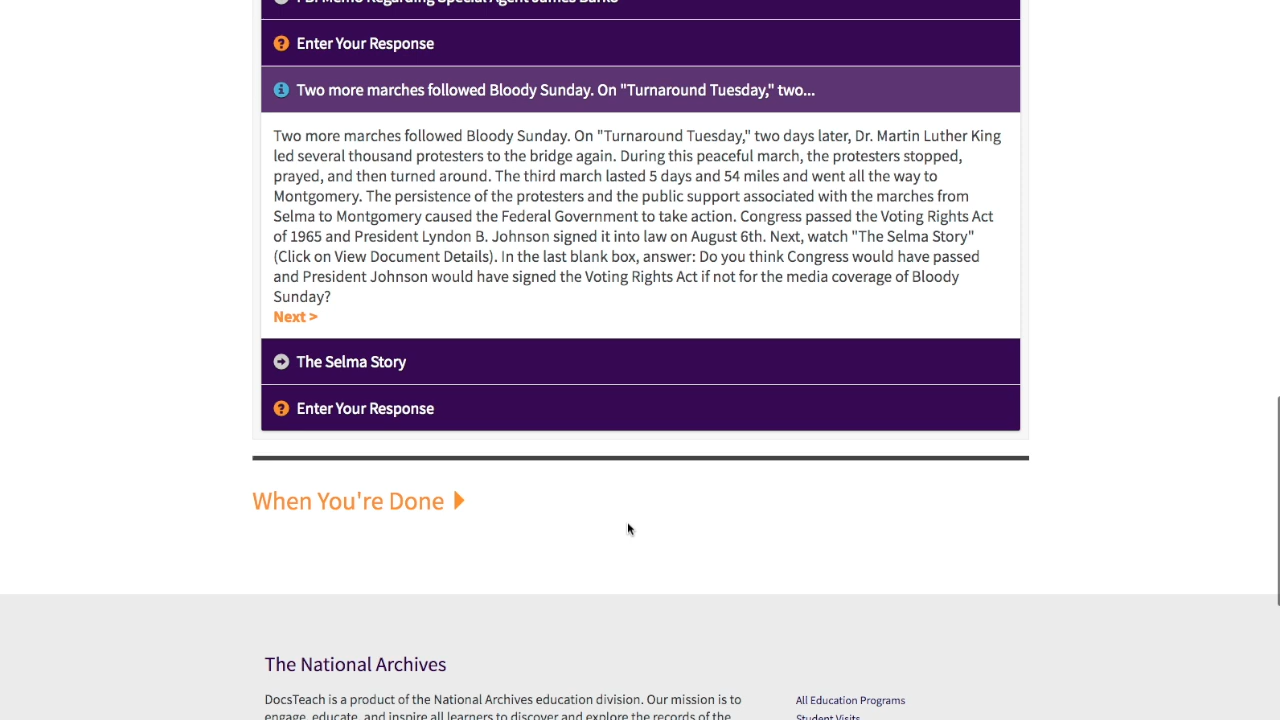 FBI Memo Regarding Special Agent James Barko
Enter Your Response
Two more marches followed Bloody Sunday. On "Turnaround Tuesday," two...
Two more marches followed Bloody Sunday. On "Turnaround Tuesday," two days later, Dr. Martin Luther King
led several thousand protesters to the bridge again. During this peaceful march, the protesters stopped,
prayed, and then turned around. The third march lasted 5 days and 54 miles and went all the way to
Montgomery. The persistence of the protesters and the public support associated with the marches from
Selma to Montgomery caused the Federal Government to take action. Congress passed the Voting Rights Act
of 1965 and President Lyndon B. Johnson signed it into law on August 6th. Next, watch "The Selma Story"
(Click on View Document Details). In the last blank box, answer: Do you think Congress would have passed
and President Johnson would have signed the Voting Rights Act if not for the media coverage of Bloody
Sunday?
Next >
The Selma Story
Enter Your Response
When You're Done
The National Archives
DocsTeach is a product of the National Archives education division. Our mission is to
All Education Programs
engage, educate, and inspire all learners to discover and explore the records of the
Student Visits